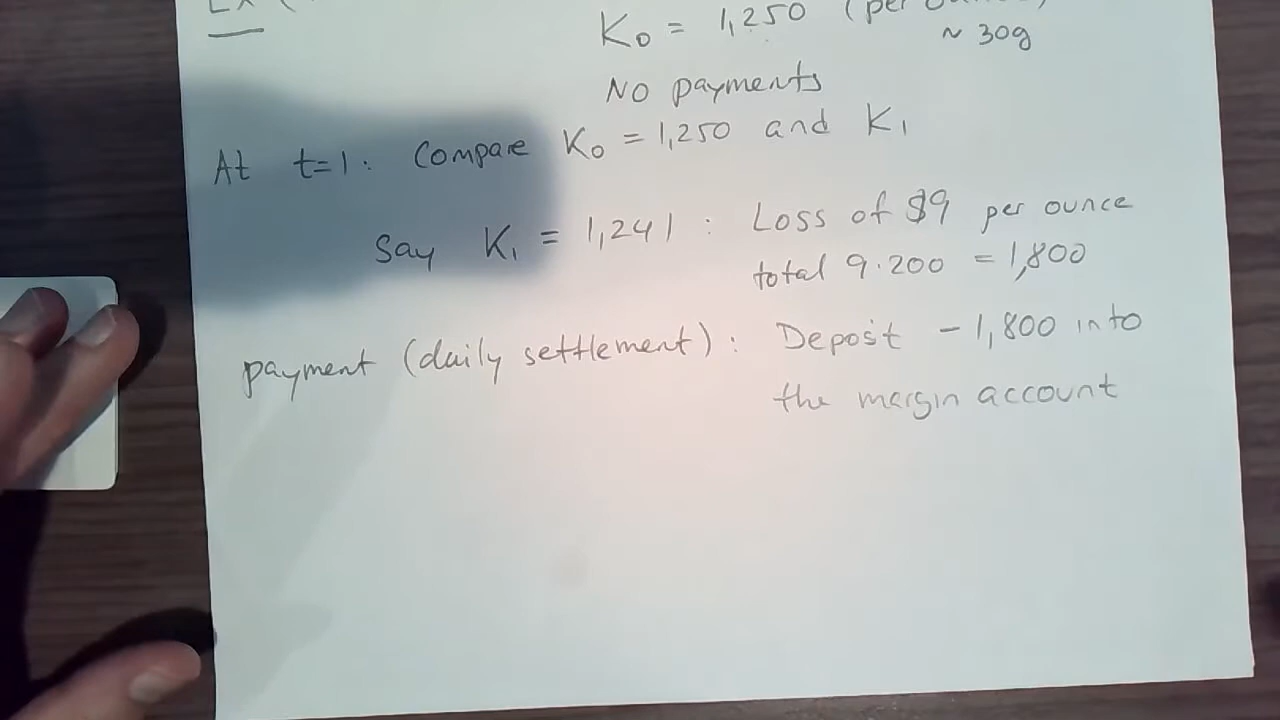 Ex (
K₀ = 1,250 (per
~ 30g
No payments
At t=1: Compare K₀ = 1,250 and K₁
Say K₁ = 1,241 : Loss of $9 per ounce
total 9·200 = 1,800
payment (daily settlement): Deposit -1,800 into
the margin account